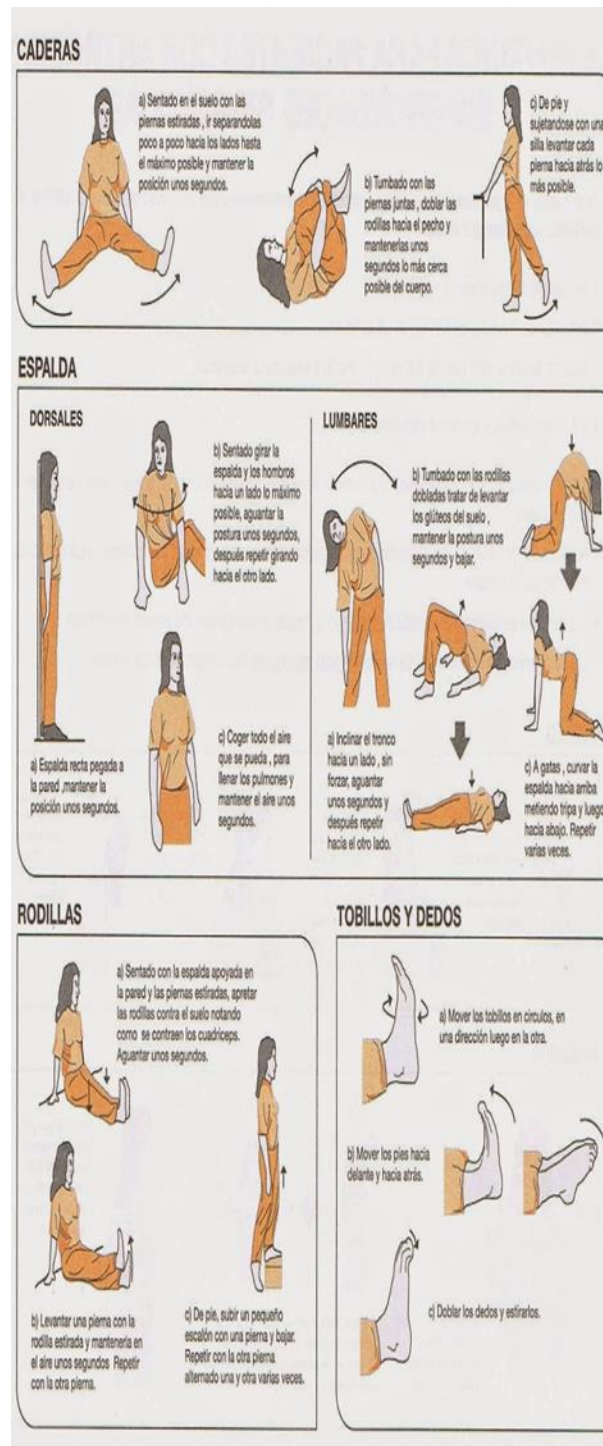 CADERAS
a) Sentado en el suelo con las
piernas estiradas , ir separandolas
poco a poco hacia los lados hasta
el máximo posible y mantener la
posición unos segundos.
b) Tumbado con las
piernas juntas , doblar las
rodillas hacia el pecho y
mantenerlas unos
segundos lo más cerca
posible del cuerpo.
c) De pie y
sujetandose con una
silla levantar cada
pierna hacia atrás lo
más posible.
ESPALDA
DORSALES
a) Espalda recta pegada a
la pared ,mantener la
posición unos segundos.
b) Sentado girar la
espalda y los hombros
hacia un lado lo máximo
posible, aguantar la
postura unos segundos,
después repetir girando
hacia el otro lado.
c) Coger todo el aire
que se pueda , para
llenar los pulmones y
mantener el aire unos
segundos.
LUMBARES
a) Inclinar el tronco
hacia un lado , sin
forzar, aguantar
unos segundos y
después repetir
hacia el otro lado.
b) Tumbado con las rodillas
dobladas tratar de levantar
los glúteos del suelo ,
mantener la postura unos
segundos y bajar.
c) A gatas , curvar la
espalda hacia arriba
metiendo tripa y luego
hacia abajo. Repetir
varias veces.
RODILLAS
a) Sentado con la espalda apoyada en
la pared y las piernas estiradas, apretar
las rodillas contra el suelo notando
como se contraen los cuadriceps.
Aguantar unos segundos.
b) Levantar una pierna con la
rodilla estirada y mantenerla en
el aire unos segundos Repetir
con la otra pierna.
c) De pie, subir un pequeño
escalón con una pierna y bajar.
Repetir con la otra pierna
alternado una y otra varias veces.
TOBILLOS Y DEDOS
a) Mover los tobillos en circulos, en
una dirección luego en la otra.
b) Mover los pies hacia
delante y hacia atrás.
c) Doblar los dedos y estirarlos.